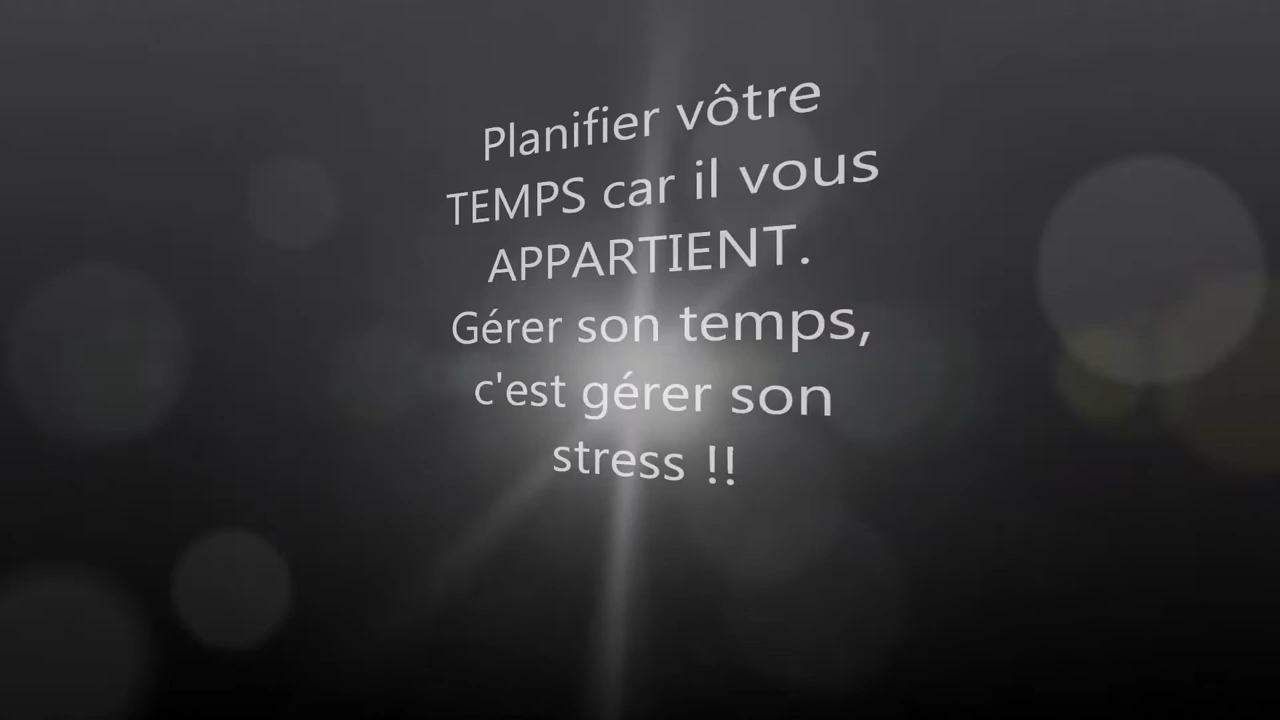 Planifier vôtre
TEMPS car il vous
APPARTIENT.
Gérer son temps,
c'est gérer son
stress !!